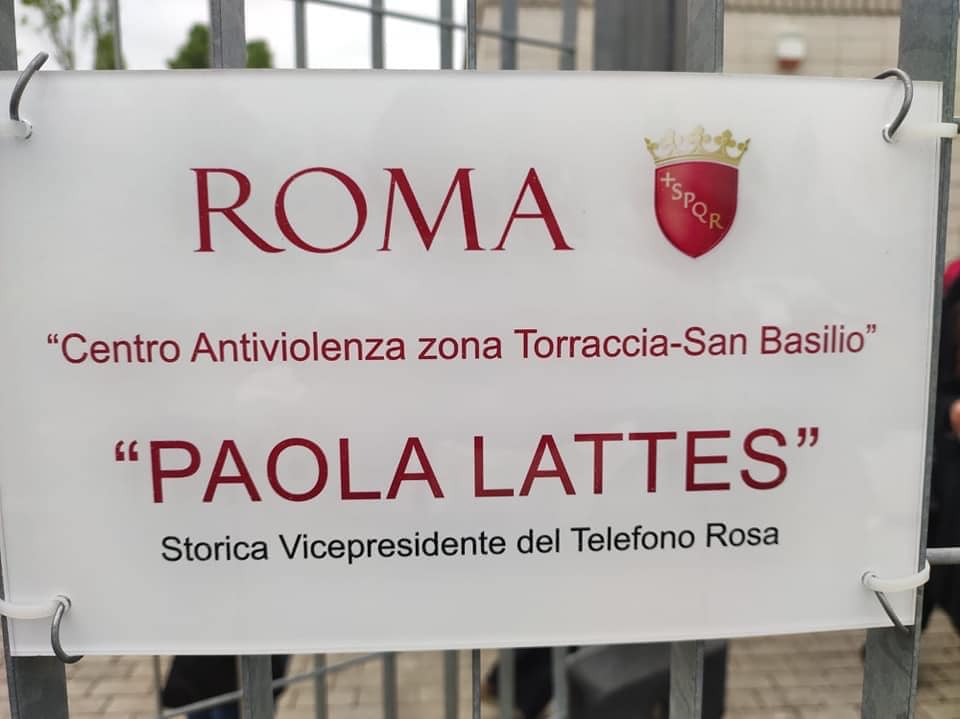 ROMA
+SPQR
“Centro Antiviolenza zona Torraccia-San Basilio”
“PAOLA LATTES”
Storica Vicepresidente del Telefono Rosa